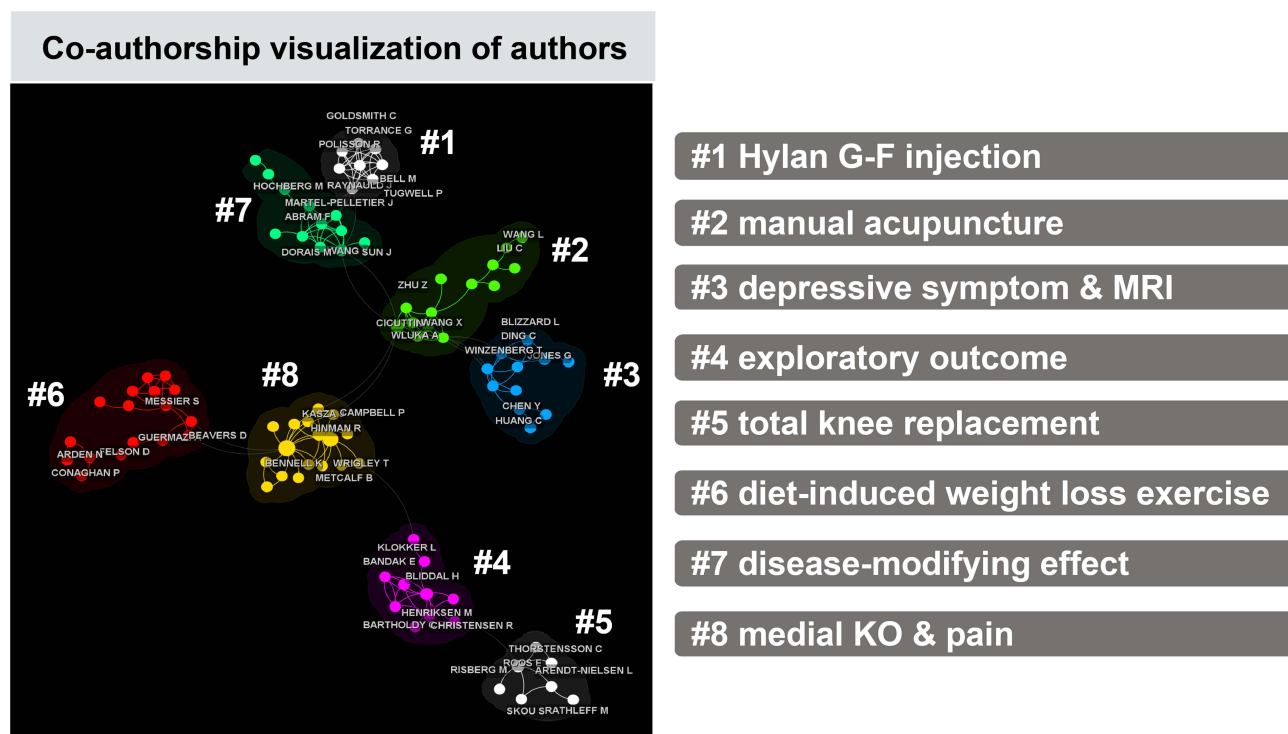 Co-authorship visualization of authors
GOLDSMITH C
TORRANCE G
POLISSON R
#1
BELL M
RAYNAULD J
TUGWELL P
HOCHBERG M
MARTEL-PELLETIER J
#7
ABRAM F
DORAIS M
WANG
SUN J
WANG L
LIU C
#2
ZHU Z
CICUTTINI
WANG X
WLUKA A
BLIZZARD L
DING C
WINZENBERG T
JONES G
#3
CHEN Y
HUANG C
#6
MESSIER S
GUERMAZI
BEAVERS D
ARDEN N
FELSON D
CONAGHAN P
#8
KASZA
CAMPBELL P
HINMAN R
BENNELL K
WRIGLEY T
METCALF B
KLOKKER L
BANDAK E
#4
BLIDDAL H
HENRIKSEN M
BARTHOLDY
CHRISTENSEN R
#5
THORSTENSSON C
ROOS E
RISBERG M
ARENDT-NIELSEN L
SKOU S
RATHLEFF M
#1 Hylan G-F injection
#2 manual acupuncture
#3 depressive symptom & MRI
#4 exploratory outcome
#5 total knee replacement
#6 diet-induced weight loss exercise
#7 disease-modifying effect
#8 medial KO & pain